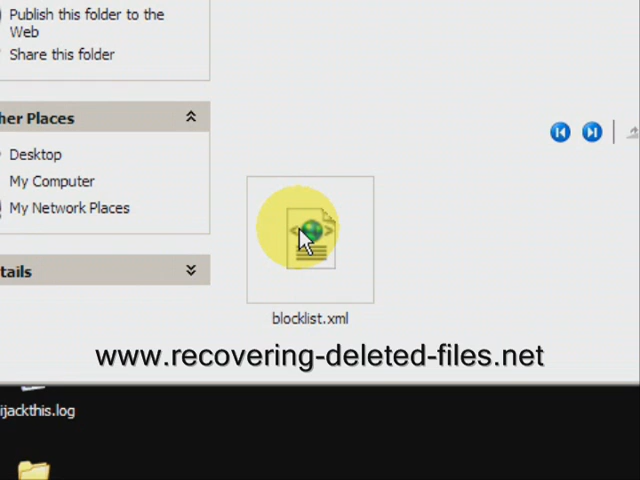 Publish this folder to the
Web
Share this folder
her Places
Desktop
My Computer
My Network Places
tails
blocklist.xml
www.recovering-deleted-files.net
ijackthis.log